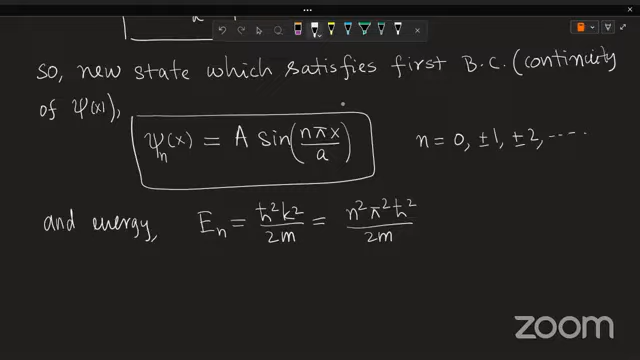 a
so, new state which satisfies first B.C. (continuity
of ψ(x)),
ψₙ(x) = A sin(nπx/a)    n = 0, ±1, ±2, ----
and energy, Eₙ = ħ²k²/2m = n²π²ħ²/2m
zoom